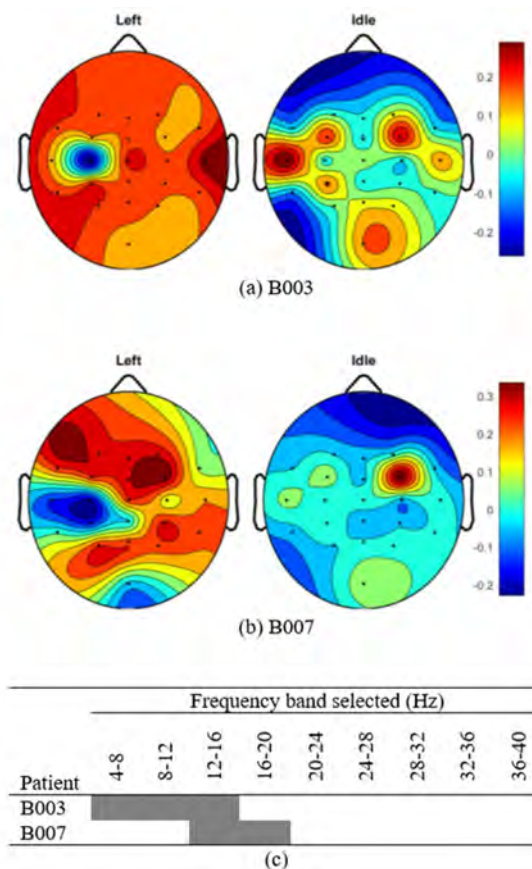 Left Idle
0.2
0.1
0
-0.1
-0.2
(a) B003
Left Idle
0.3
0.2
0.1
0
-0.1
-0.2
(b) B007
Frequency band selected (Hz)
Patient 4-8 8-12 12-16 16-20 20-24 24-28 28-32 32-36 36-40
B003
B007
(c)